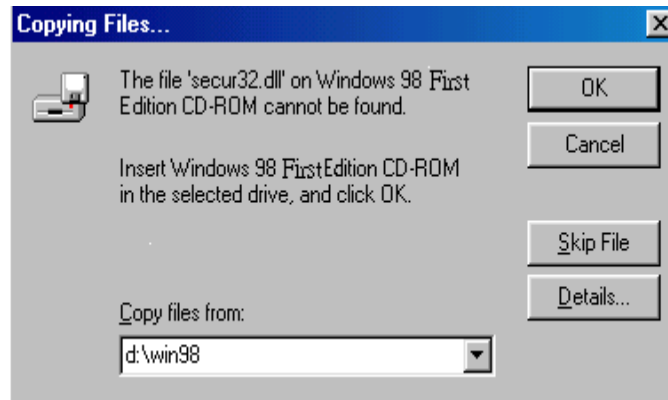 Copying Files...
The file 'secur32.dll' on Windows 98 First
Edition CD-ROM cannot be found.
Insert Windows 98 FirstEdition CD-ROM
in the selected drive, and click OK.
Copy files from:
d:\win98
OK
Cancel
Skip File
Details...